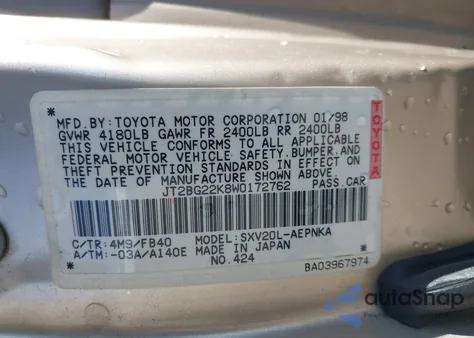 MFD. BY: TOYOTA MOTOR CORPORATION 01/98
GVWR 4180LB GAWR FR 2400LB RR 2400LB
THIS VEHICLE CONFORMS TO ALL APPLICABLE
FEDERAL MOTOR VEHICLE SAFETY, BUMPER, AND
THEFT PREVENTION STANDARDS IN EFFECT ON
THE DATE OF MANUFACTURE SHOWN ABOVE.
*JT2BG22K8W0172762* PASS. CAR
C/TR: 4M9/FB40 MODEL: SXV20L-AEPNKA
A/TM: -03A/A140E MADE IN JAPAN
NO. 424
BA03967974
TOYOTA
autoSnap